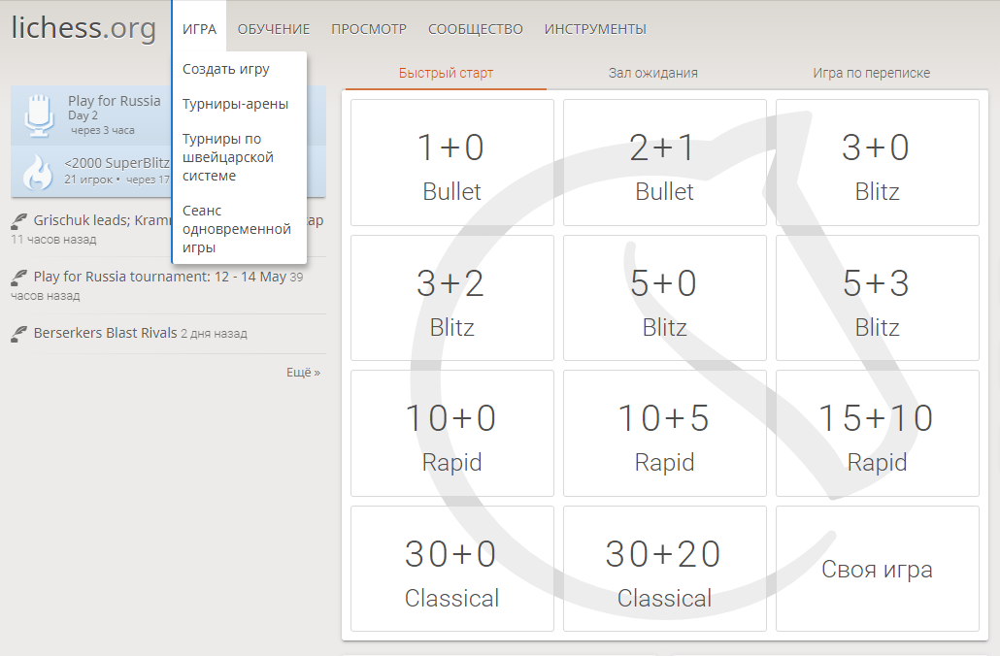 lichess.org
ИГРА
ОБУЧЕНИЕ
ПРОСМОТР
СООБЩЕСТВО
ИНСТРУМЕНТЫ
Создать игру
Турниры-арены
Турниры по
швейцарской
системе
Сеанс
одновременной
игры
Play for Russia
Day 2
через 3 часа
<2000 SuperBlitz
21 игрок • через 17
Grischuk leads;
11 часов назад
Play for Russia tournament: 12 - 14 May 39
часов назад
Berserkers Blast Rivals 2 дня назад
Ещё »
Быстрый старт
Зал ожидания
Игра по переписке
1+0
Bullet
2+1
Bullet
3+0
Blitz
3+2
Blitz
5+0
Blitz
5+3
Blitz
10+0
Rapid
10+5
Rapid
15+10
Rapid
30+0
Classical
30+20
Classical
Своя игра